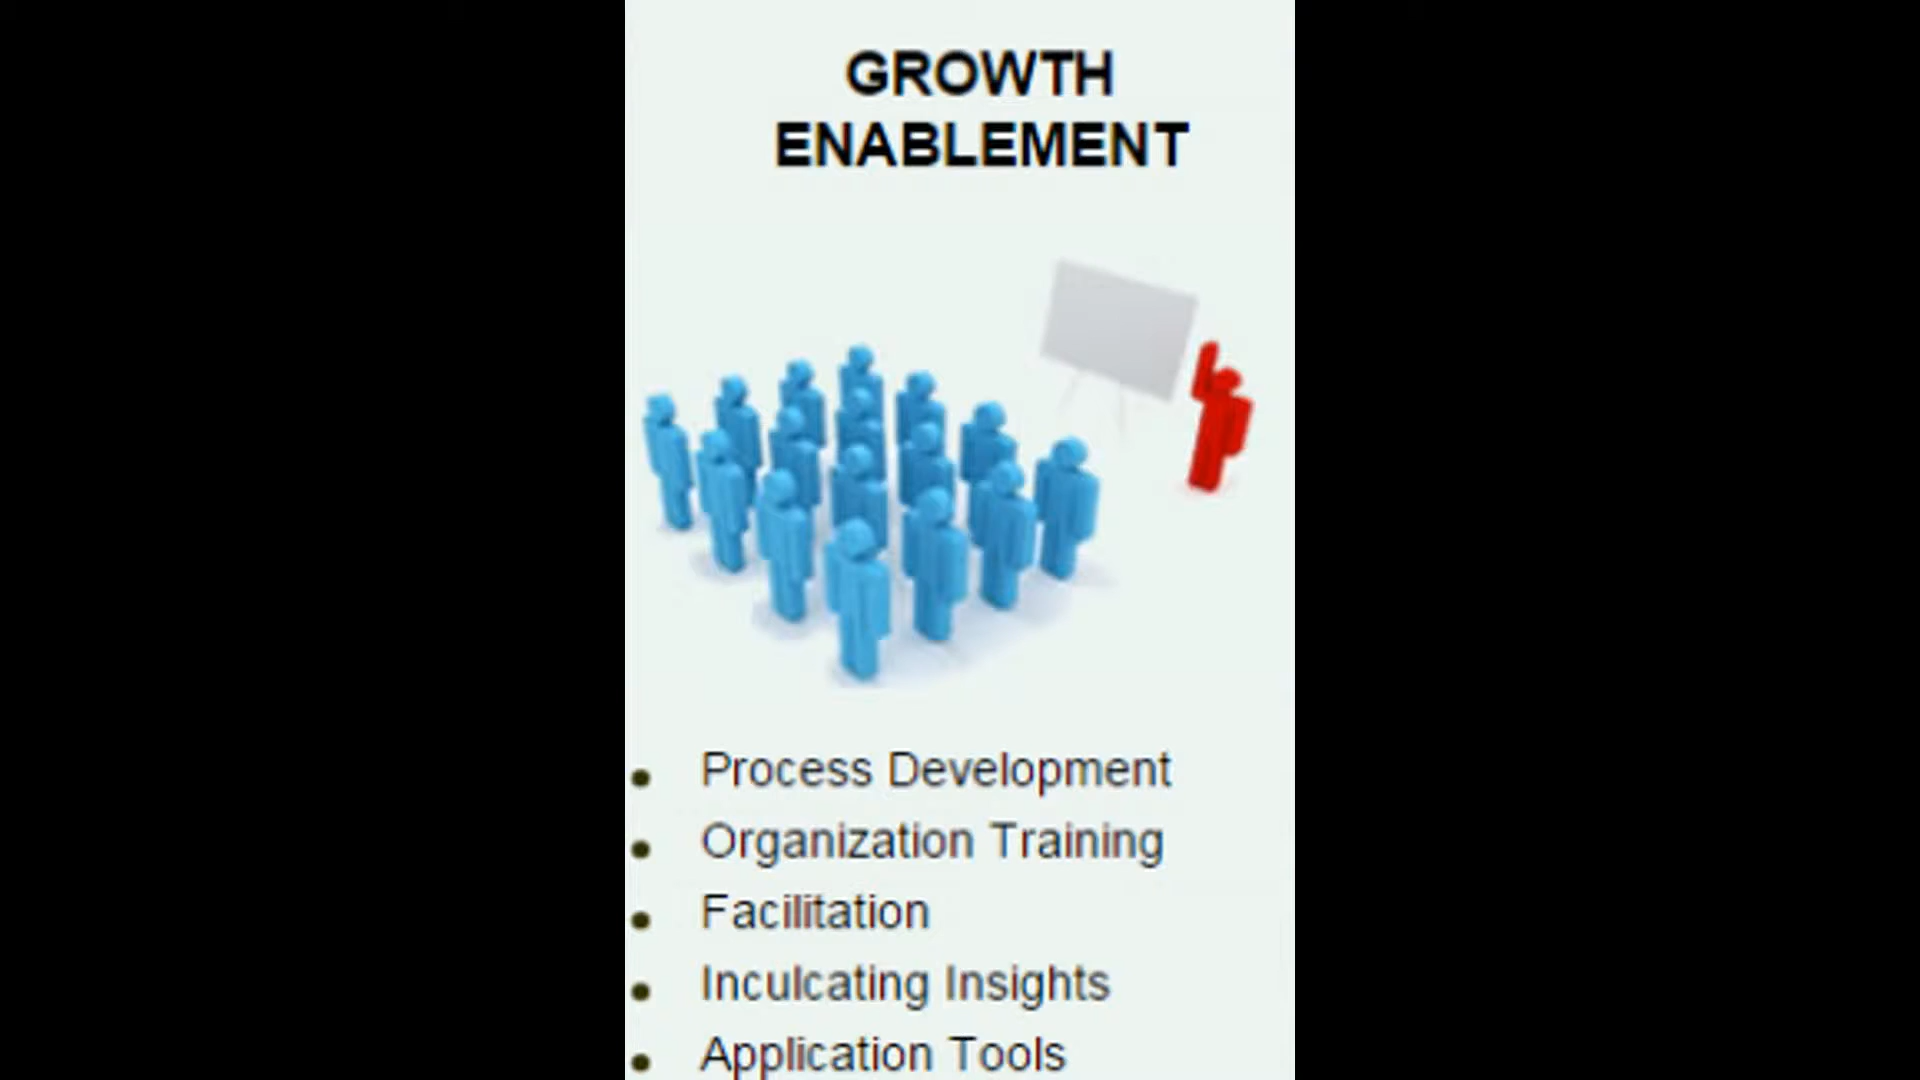 GROWTH
ENABLEMENT
Process Development
Organization Training
Facilitation
Inculcating Insights
Application Tools